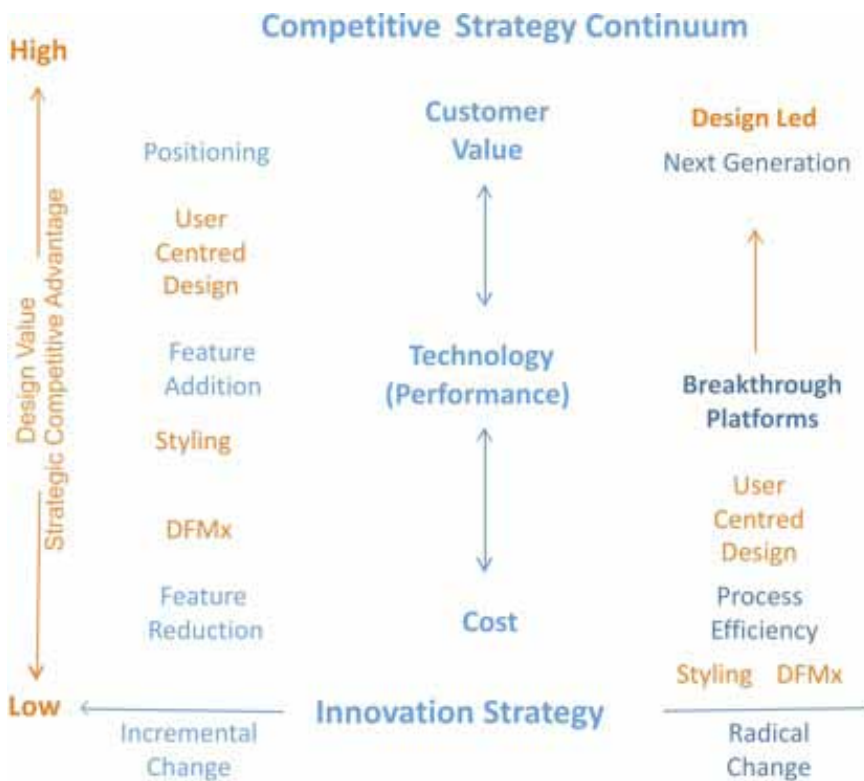 Competitive Strategy Continuum
High
Design Value
Strategic Competitive Advantage
Low
Positioning
User
Centred
Design
Feature
Addition
Styling
DFMx
Feature
Reduction
Customer
Value
Technology
(Performance)
Cost
Design Led
Next Generation
Breakthrough
Platforms
User
Centred
Design
Process
Efficiency
Styling DFMx
Innovation Strategy
Incremental
Change
Radical
Change